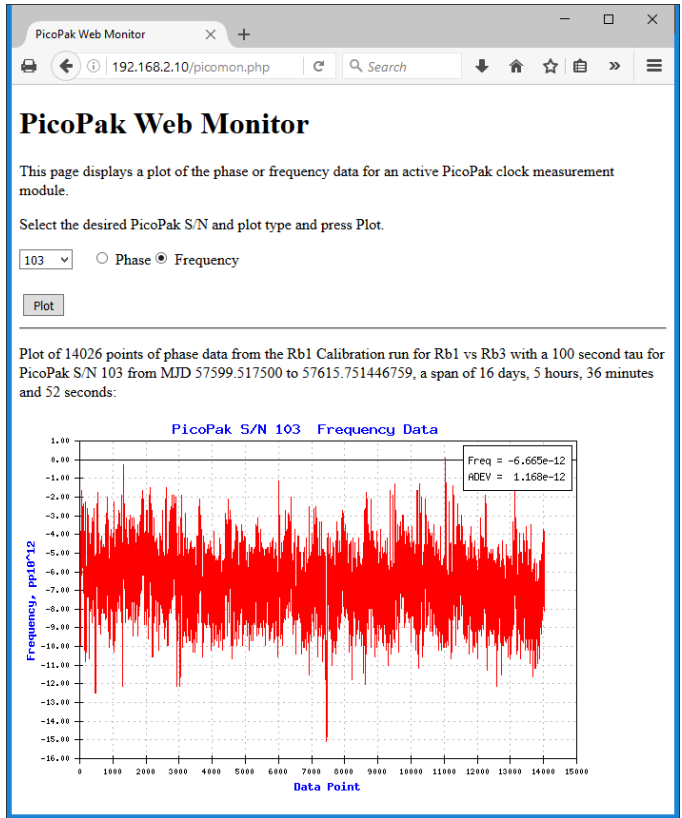 PicoPak Web Monitor
192.168.2.10/picomon.php
Search
PicoPak Web Monitor
This page displays a plot of the phase or frequency data for an active PicoPak clock measurement
module.
Select the desired PicoPak S/N and plot type and press Plot.
103 Phase Frequency
Plot
Plot of 14026 points of phase data from the Rb1 Calibration run for Rb1 vs Rb3 with a 100 second tau for
PicoPak S/N 103 from MJD 57599.517500 to 57615.751446759, a span of 16 days, 5 hours, 36 minutes
and 52 seconds:
PicoPak S/N 103 Frequency Data
1.00
0.00
-1.00
-2.00
-3.00
-4.00
-5.00
-6.00
-7.00
-8.00
-9.00
-10.00
-11.00
-12.00
-13.00
-14.00
-15.00
-16.00
Frequency, pp10^12
Freq = -6.665e-12
ADEV = 1.168e-12
0 1000 2000 3000 4000 5000 6000 7000 8000 9000 10000 11000 12000 13000 14000 15000
Data Point